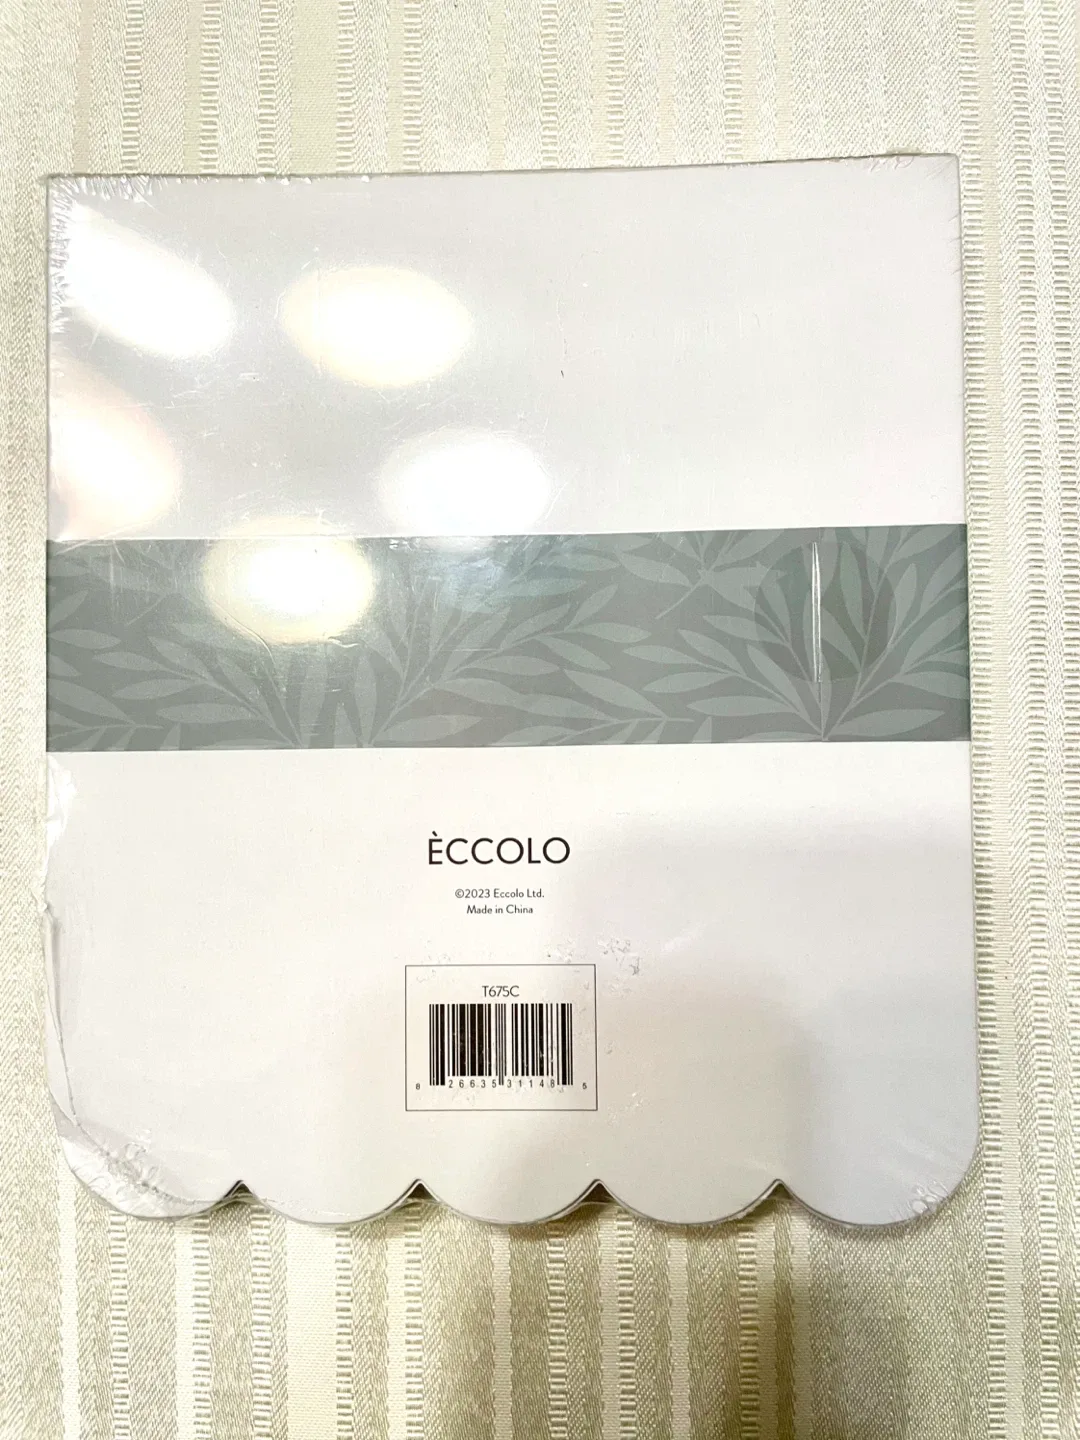 ÈCCOLO
©2023 Eccolo Ltd.
Made in China
T675C
8 26635 31148 5